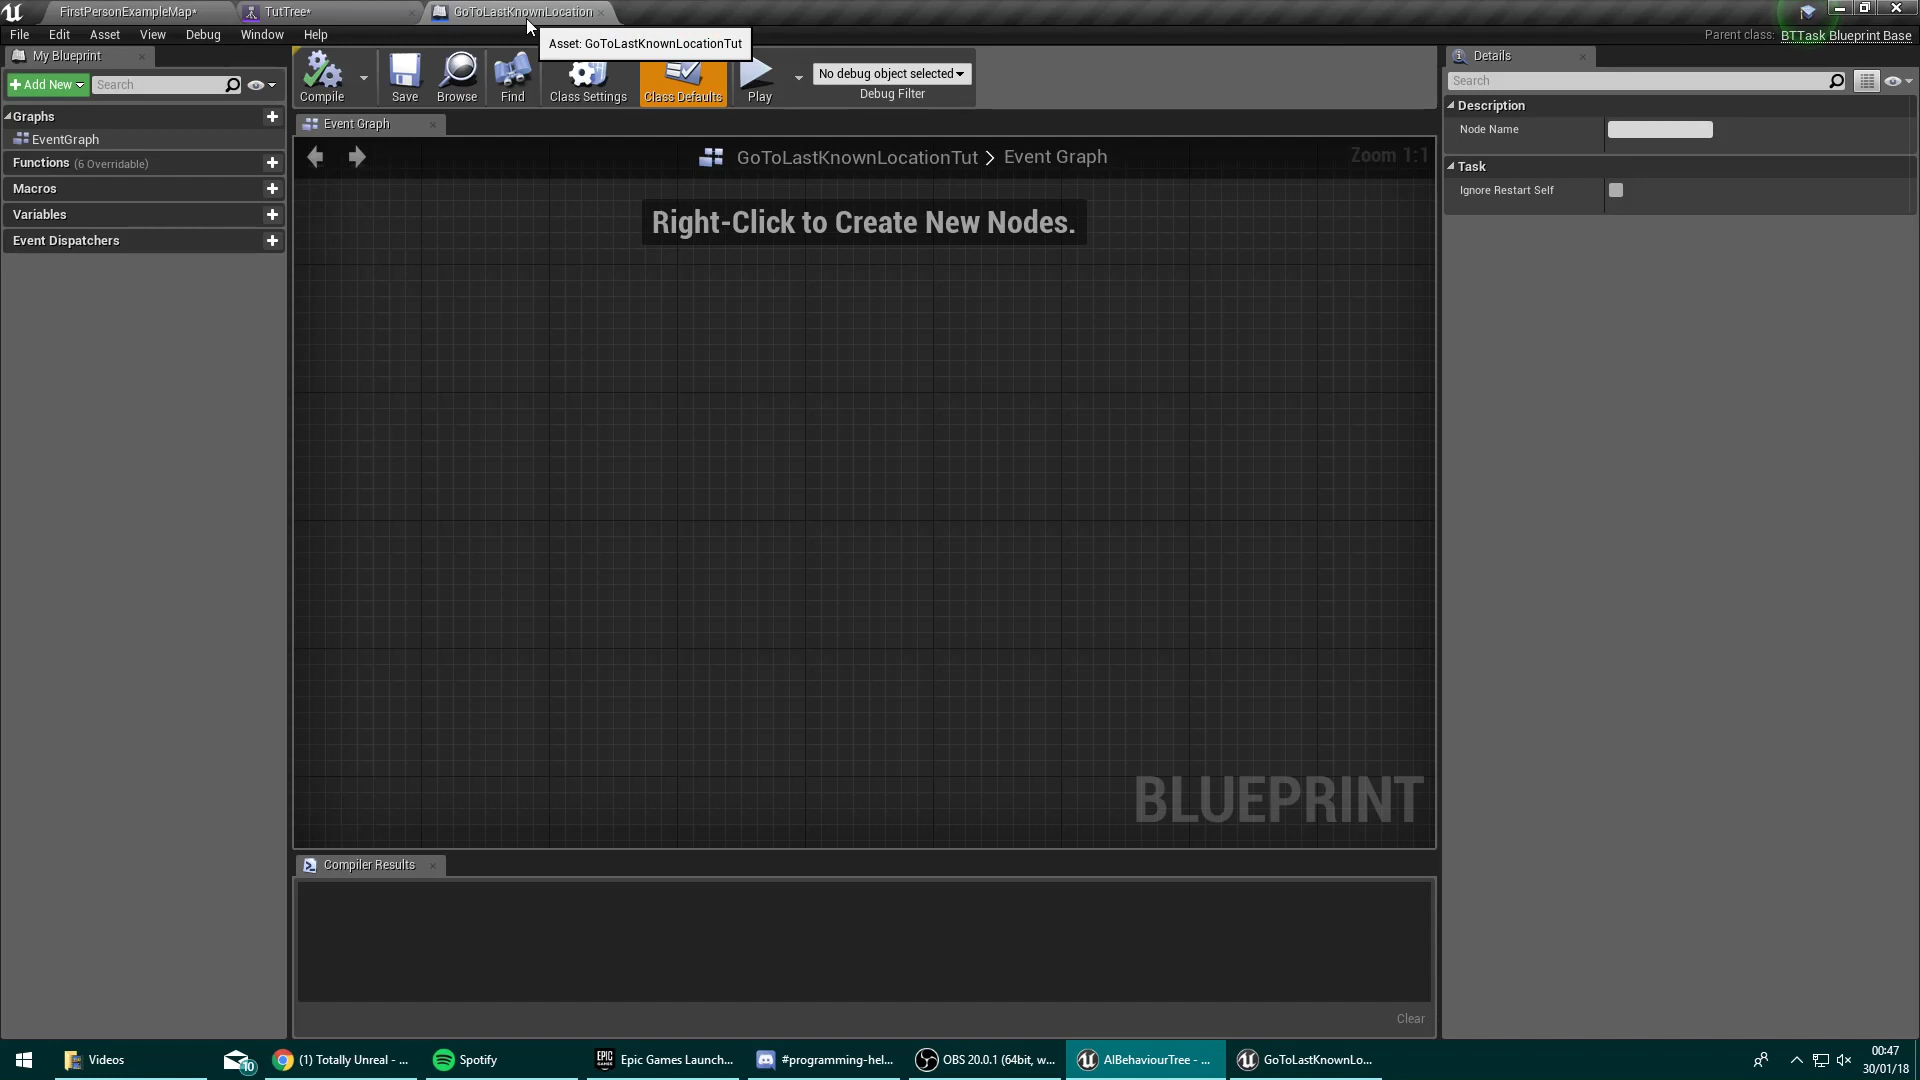 FirstPersonExampleMap*
TutTree*
GoToLastKnownLocation
File Edit Asset View Debug Window Help
Asset: GoToLastKnownLocationTut
Parent class: BTTask Blueprint Base
My Blueprint
Add New Search
Compile Save Browse Find Class Settings Class Defaults Play
No debug object selected
Debug Filter
Details
Search
Graphs
EventGraph
Functions (6 Overridable)
Macros
Variables
Event Dispatchers
Event Graph
GoToLastKnownLocationTut > Event Graph
Zoom 1:1
Right-Click to Create New Nodes.
BLUEPRINT
Description
Node Name
Task
Ignore Restart Self
Compiler Results
Clear
Videos
10
(1) Totally Unreal - ...
Spotify
EPIC GAMES
Epic Games Launch...
#programming-hel...
OBS 20.0.1 (64bit, w...
AIBehaviourTree - ...
GoToLastKnownLo...
00:47
30/01/18